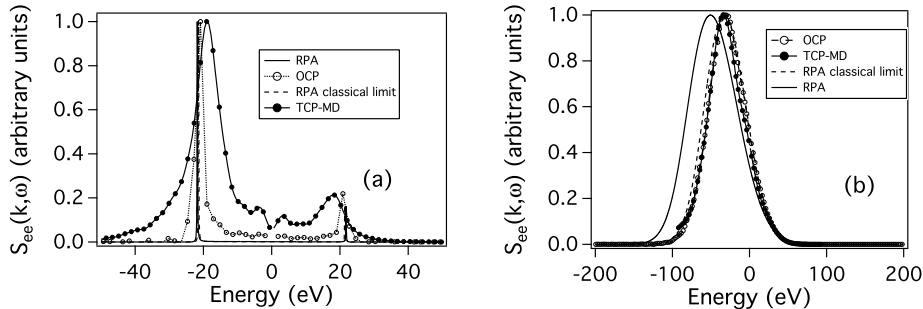 S_ee(k,ω) (arbitrary units)
1.0
0.8
0.6
0.4
0.2
0.0
-40 -20 0 20 40
Energy (eV)
RPA
OCP
RPA classical limit
TCP-MD
(a)
S_ee(k,ω) (arbitrary units)
1.0
0.8
0.6
0.4
0.2
0.0
-200 -100 0 100 200
Energy (eV)
OCP
TCP-MD
RPA classical limit
RPA
(b)